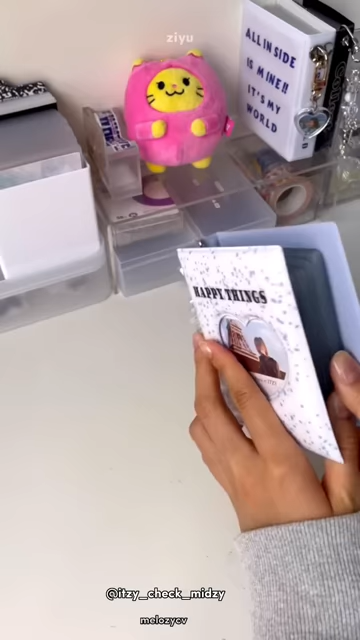 ziyu
ALL IN SIDE
IS MINE!!
IT'S MY
WORLD
HAPPY THINGS
@itzy_check_midzy
melozycv